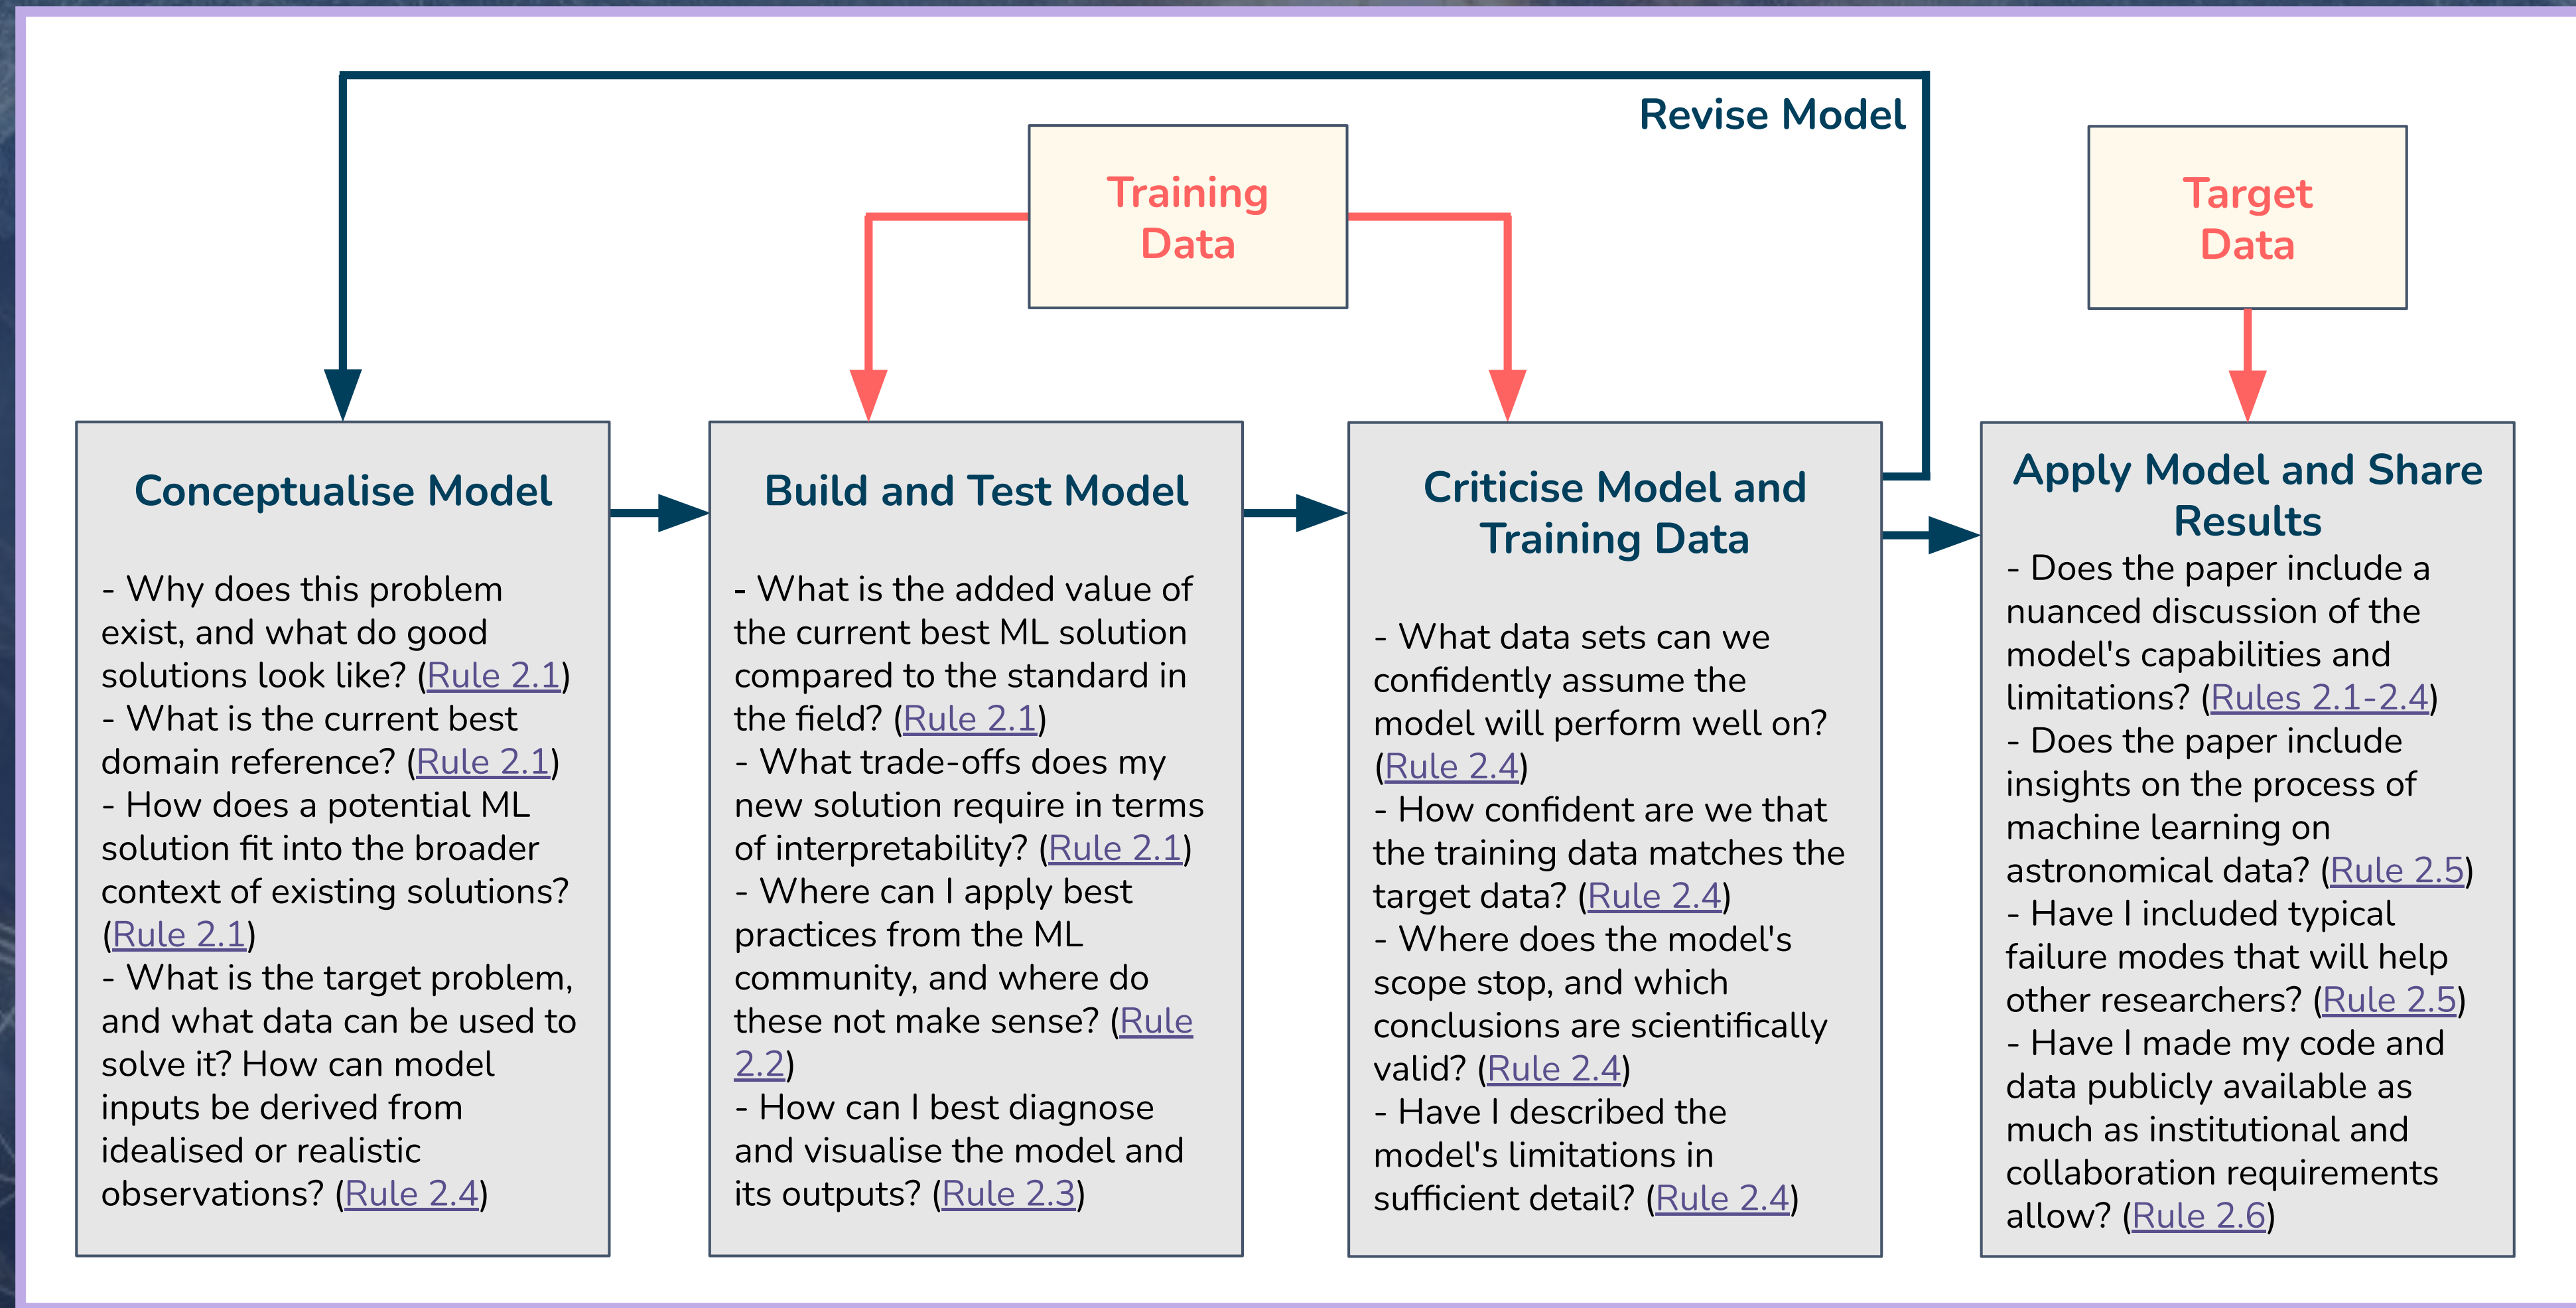 Revise Model
Training
Data
Target
Data
Conceptualise Model
- Why does this problem
exist, and what do good
solutions look like? (Rule 2.1)
- What is the current best
domain reference? (Rule 2.1)
- How does a potential ML
solution fit into the broader
context of existing solutions?
(Rule 2.1)
- What is the target problem,
and what data can be used to
solve it? How can model
inputs be derived from
idealised or realistic
observations? (Rule 2.4)
Build and Test Model
- What is the added value of
the current best ML solution
compared to the standard in
the field? (Rule 2.1)
- What trade-offs does my
new solution require in terms
of interpretability? (Rule 2.1)
- Where can I apply best
practices from the ML
community, and where do
these not make sense? (Rule
2.2)
- How can I best diagnose
and visualise the model and
its outputs? (Rule 2.3)
Criticise Model and
Training Data
- What data sets can we
confidently assume the
model will perform well on?
(Rule 2.4)
- How confident are we that
the training data matches the
target data? (Rule 2.4)
- Where does the model's
scope stop, and which
conclusions are scientifically
valid? (Rule 2.4)
- Have I described the
model's limitations in
sufficient detail? (Rule 2.4)
Apply Model and Share
Results
- Does the paper include a
nuanced discussion of the
model's capabilities and
limitations? (Rules 2.1-2.4)
- Does the paper include
insights on the process of
machine learning on
astronomical data? (Rule 2.5)
- Have I included typical
failure modes that will help
other researchers? (Rule 2.5)
- Have I made my code and
data publicly available as
much as institutional and
collaboration requirements
allow? (Rule 2.6)